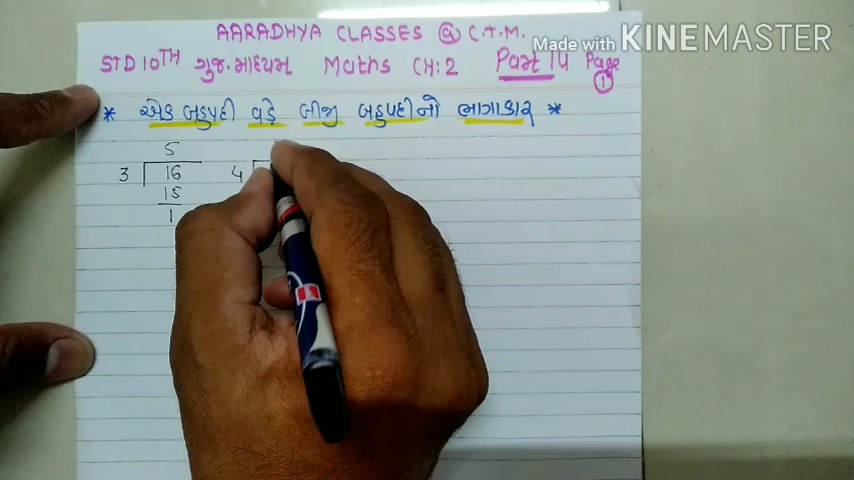 AARADHYA CLASSES @ C.T.M.
Made with KINEMASTER
STD 10TH ગુજ.માધ્યમ Maths CH:2 Part 14 Page 1
* એક બહુપદી વડે બીજી બહુપદીનો ભાગાકાર *
5
3 16 4
15
1